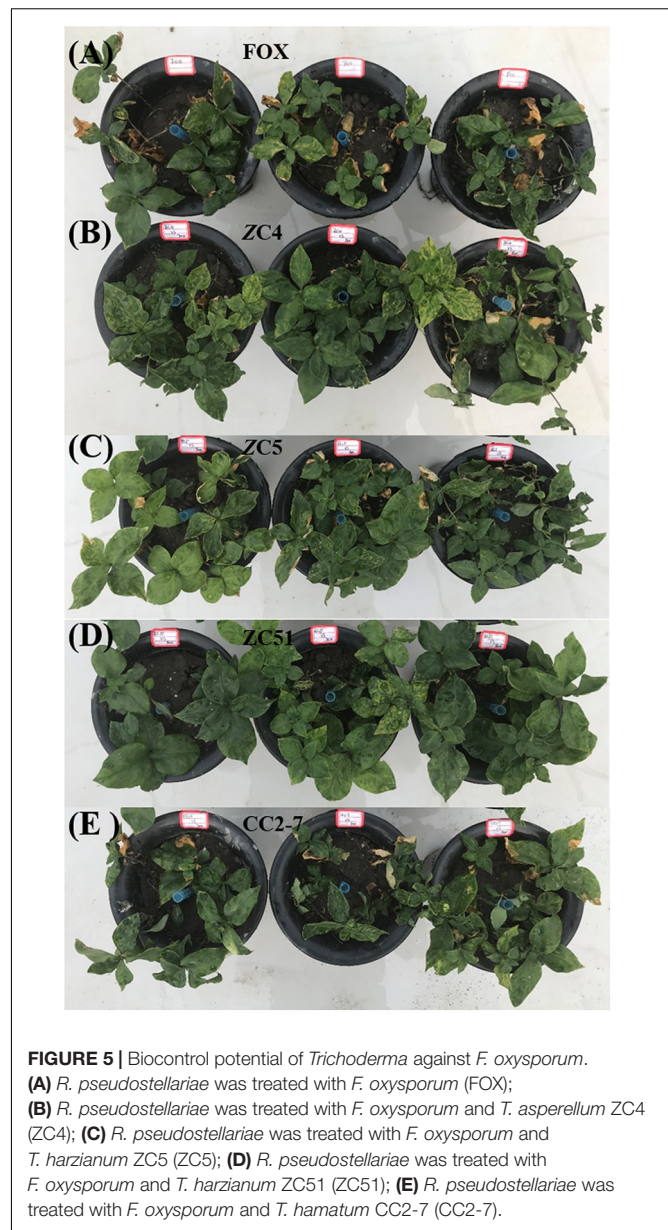 (A) FOX
(B) ZC4
(C) ZC5
(D) ZC51
(E ) CC2-7
FIGURE 5 | Biocontrol potential of Trichoderma against F. oxysporum.
(A) R. pseudostellariae was treated with F. oxysporum (FOX);
(B) R. pseudostellariae was treated with F. oxysporum and T. asperellum ZC4
(ZC4); (C) R. pseudostellariae was treated with F. oxysporum and
T. harzianum ZC5 (ZC5); (D) R. pseudostellariae was treated with
F. oxysporum and T. harzianum ZC51 (ZC51); (E) R. pseudostellariae was
treated with F. oxysporum and T. hamatum CC2-7 (CC2-7).